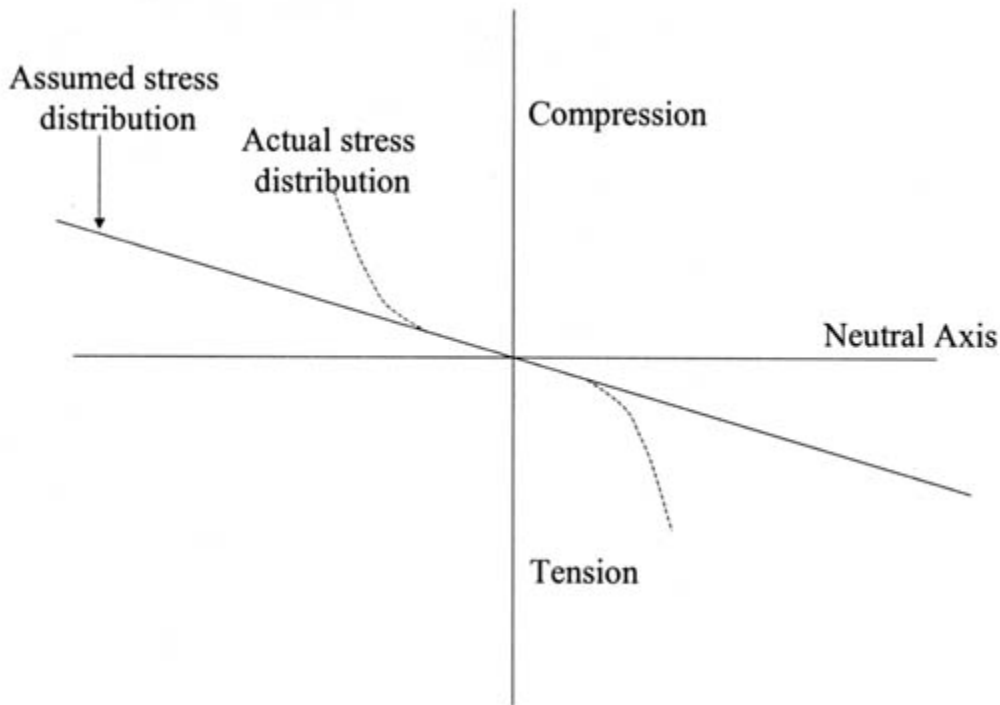 Assumed stress
distribution
Actual stress
distribution
Compression
Neutral Axis
Tension